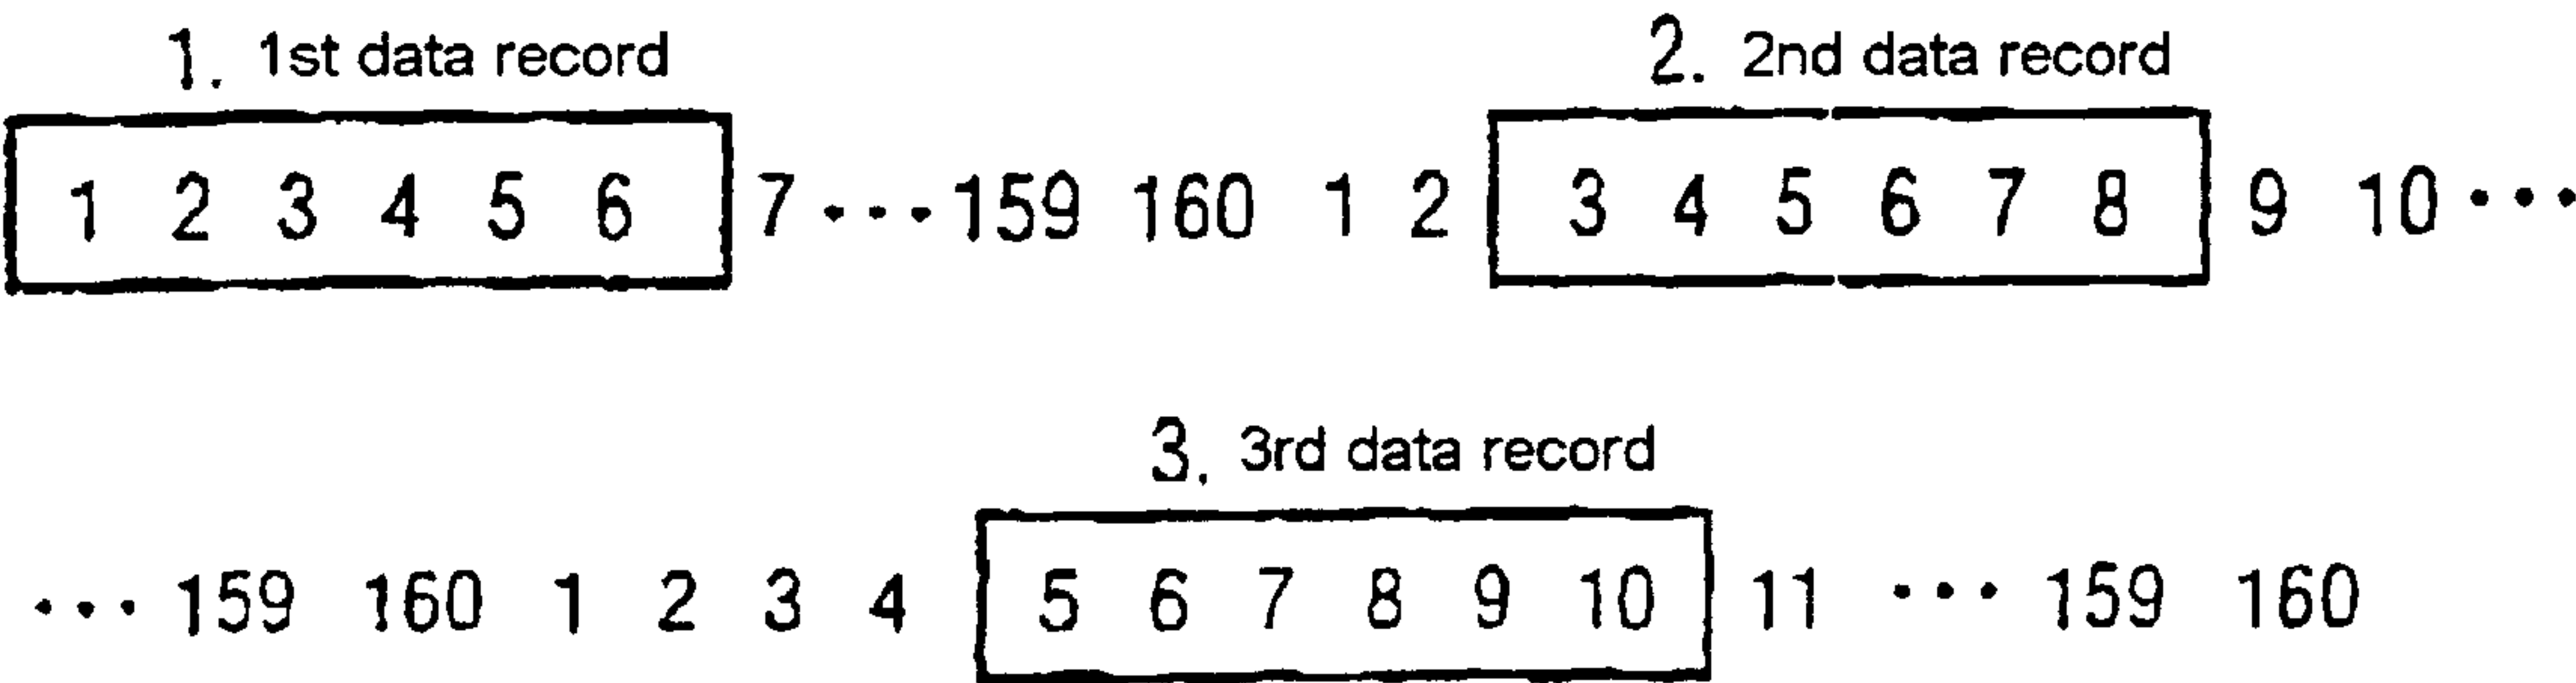 1. 1st data record 2. 2nd data record
1 2 3 4 5 6 7 ... 159 160 1 2 3 4 5 6 7 8 9 10 ...
3. 3rd data record
... 159 160 1 2 3 4 5 6 7 8 9 10 11 ... 159 160